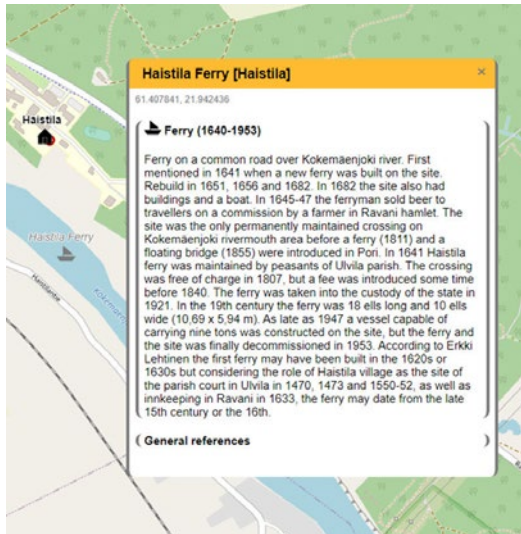 Haistila Ferry [Haistila] ×
61.407841, 21.942436
Ferry (1640-1953)
Ferry on a common road over Kokemäenjoki river. First
mentioned in 1641 when a new ferry was built on the site.
Rebuild in 1651, 1656 and 1682. In 1682 the site also had
buildings and a boat. In 1645-47 the ferryman sold beer to
travellers on a commission by a farmer in Ravani hamlet. The
site was the only permanently maintained crossing on
Kokemäenjoki rivermouth area before a ferry (1811) and a
floating bridge (1855) were introduced in Pori. In 1641 Haistila
ferry was maintained by peasants of Ulvila parish. The crossing
was free of charge in 1807, but a fee was introduced some time
before 1840. The ferry was taken into the custody of the state in
1921. In the 19th century the ferry was 18 ells long and 10 ells
wide (10,69 x 5,94 m). As late as 1947 a vessel capable of
carrying nine tons was constructed on the site, but the ferry and
the site was finally decommissioned in 1953. According to Erkki
Lehtinen the first ferry may have been built in the 1620s or
1630s but considering the role of Haistila village as the site of
the parish court in Ulvila in 1470, 1473 and 1550-52, as well as
innkeeping in Ravani in 1633, the ferry may date from the late
15th century or the 16th.
General references
Haistila
Haistila Ferry